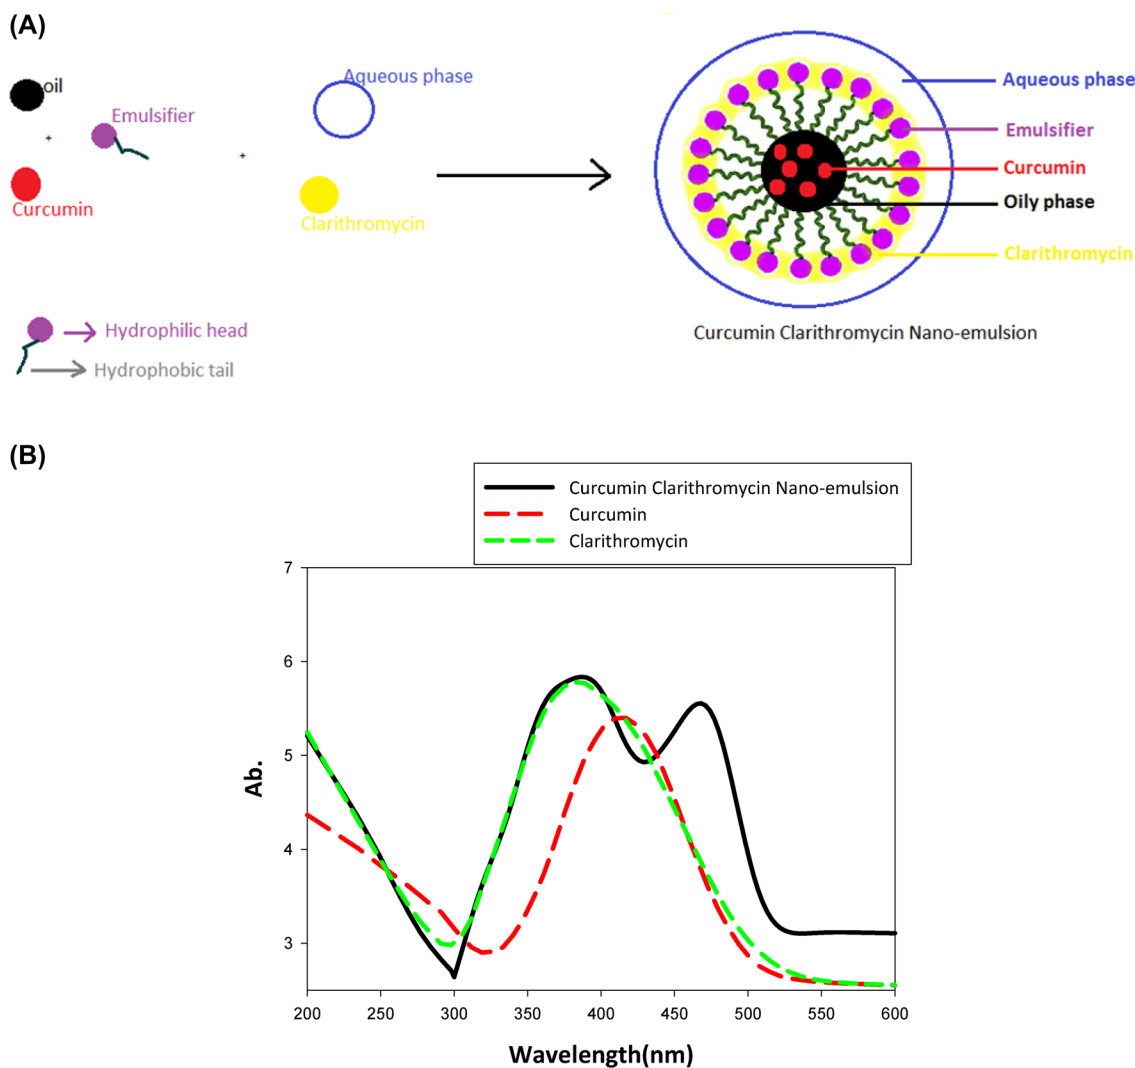 (A)
oil
+
Emulsifier
+
Curcumin
Aqueous phase
Clarithromycin
Hydrophilic head
Hydrophobic tail
Aqueous phase
Emulsifier
Curcumin
Oily phase
Clarithromycin
Curcumin Clarithromycin Nano-emulsion
(B)
Curcumin Clarithromycin Nano-emulsion
Curcumin
Clarithromycin
7
6
5
4
3
Ab.
200 250 300 350 400 450 500 550 600
Wavelength(nm)